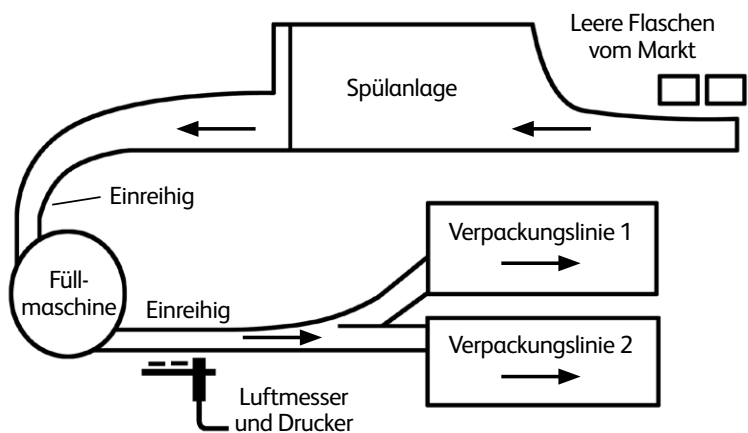 Leere Flaschen
vom Markt
Spülanlage
Einreihig
Verpackungslinie 1
Füll-
maschine
Einreihig
Verpackungslinie 2
Luftmesser
und Drucker